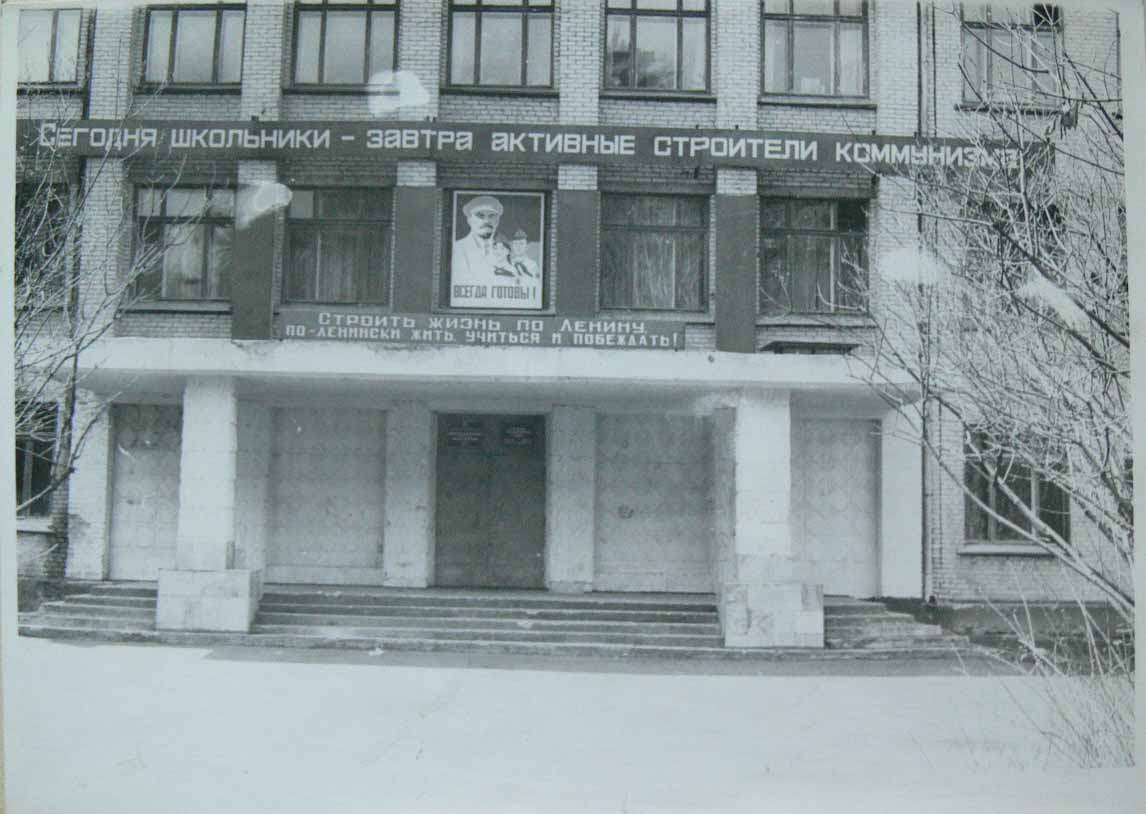 Сегодня школьники - завтра активные строители коммунизма
ВСЕГДА ГОТОВЫ!
Строить жизнь по Ленину,
по-ленински жить, учиться и побеждать!